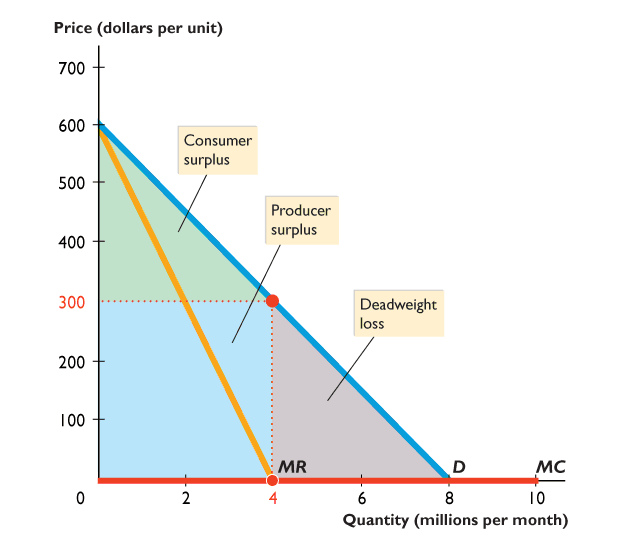 Price (dollars per unit)
700
600
Consumer
surplus
500
Producer
surplus
400
300
Deadweight
loss
200
100
MR
D
MC
0
2
4
6
8
10
Quantity (millions per month)